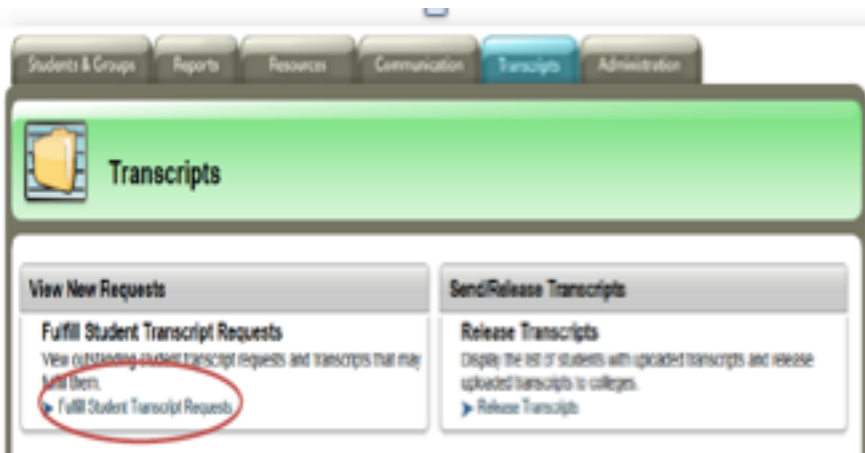 Students & Groups
Reports
Resources
Communication
Transcripts
Administration
Transcripts
View New Requests
Fulfill Student Transcript Requests
View outstanding student transcript requests and transcripts that may
fulfill them.
Fulfill Student Transcript Requests
Send/Release Transcripts
Release Transcripts
Display the list of students with uploaded transcripts and release
uploaded transcripts to colleges.
Release Transcripts